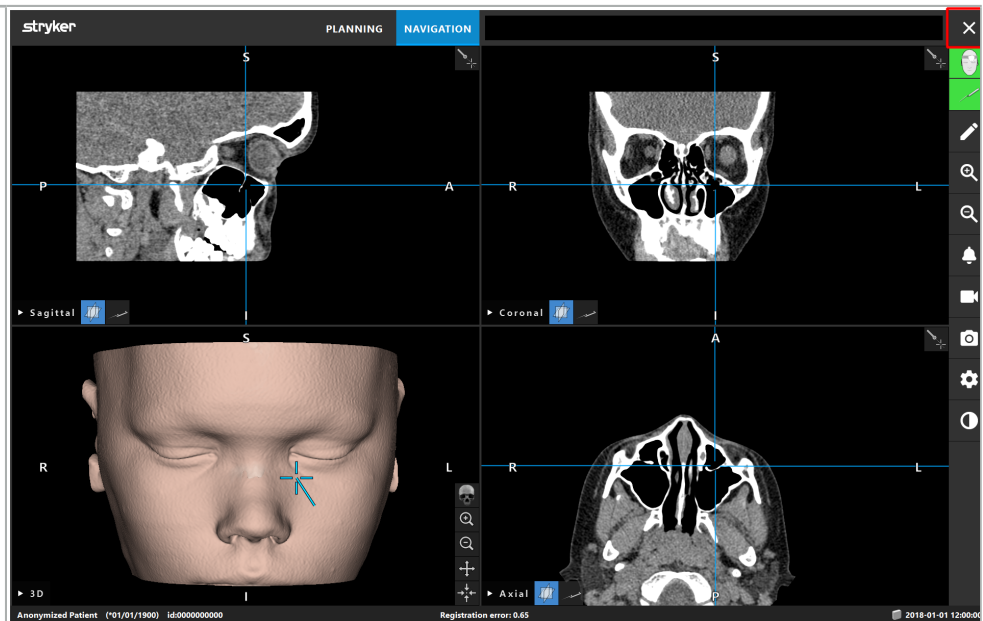 stryker PLANNING NAVIGATION
S S
P A R L
I I
Sagittal Coronal
S A
R L R L
I P
3D Axial
Anonymized Patient (*01/01/1900) id:0000000000 Registration error: 0.65 2018-01-01 12:00:00